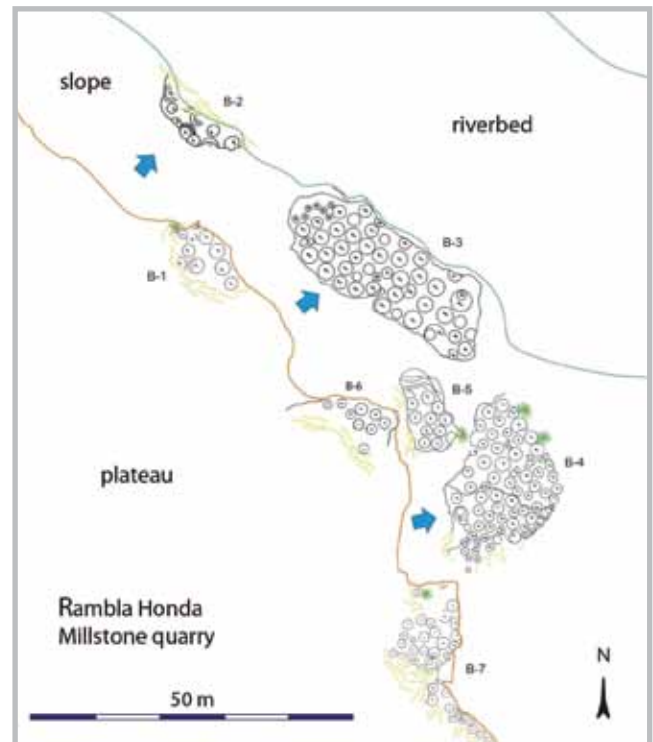 slope
B-2
riverbed
B-3
B-1
B-6
B-5
B-4
plateau
Rambla Honda
Millstone quarry
B-7
N
50 m